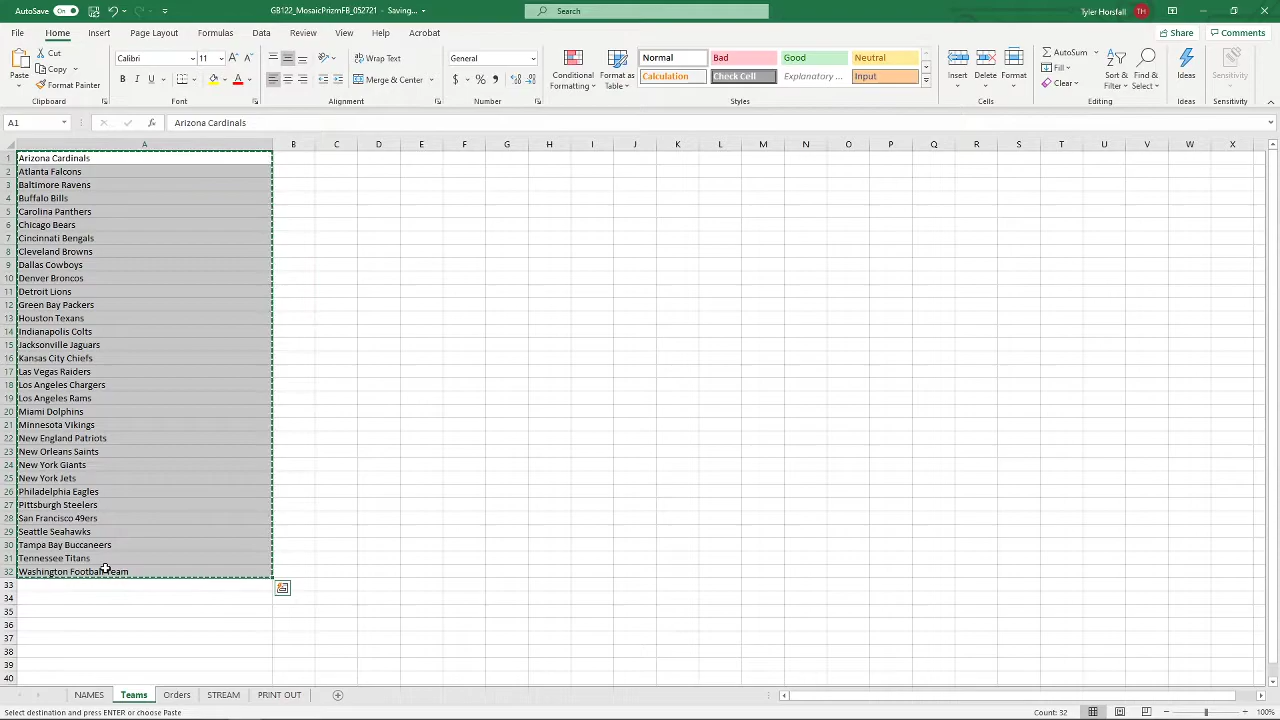 AutoSave On GB122_MosaicPrizmFB_052721 - Saving... Search Tyler Horsfall TH
File Home Insert Page Layout Formulas Data Review View Help Acrobat Share Comments
Paste Cut Copy Format Painter
Calibri 11 General
B I U Wrap Text Merge & Center $ % 9
Conditional Formatting Format as Table
Normal Bad Good Neutral
Calculation Check Cell Explanatory ... Input
Insert Delete Format
AutoSum Fill Clear
Sort & Filter Find & Select Ideas Sensitivity
Clipboard Font Alignment Number Styles Cells Editing Ideas Sensitivity
A1 fx Arizona Cardinals
A B C D E F G H I J K L M N O P Q R S T U V W X
1 Arizona Cardinals
2 Atlanta Falcons
3 Baltimore Ravens
4 Buffalo Bills
5 Carolina Panthers
6 Chicago Bears
7 Cincinnati Bengals
8 Cleveland Browns
9 Dallas Cowboys
10 Denver Broncos
11 Detroit Lions
12 Green Bay Packers
13 Houston Texans
14 Indianapolis Colts
15 Jacksonville Jaguars
16 Kansas City Chiefs
17 Las Vegas Raiders
18 Los Angeles Chargers
19 Los Angeles Rams
20 Miami Dolphins
21 Minnesota Vikings
22 New England Patriots
23 New Orleans Saints
24 New York Giants
25 New York Jets
26 Philadelphia Eagles
27 Pittsburgh Steelers
28 San Francisco 49ers
29 Seattle Seahawks
30 Tampa Bay Buccaneers
31 Tennessee Titans
32 Washington Football Team
33
34
35
36
37
38
39
40
NAMES Teams Orders STREAM PRINT OUT
Select destination and press ENTER or choose Paste Count: 32 100%